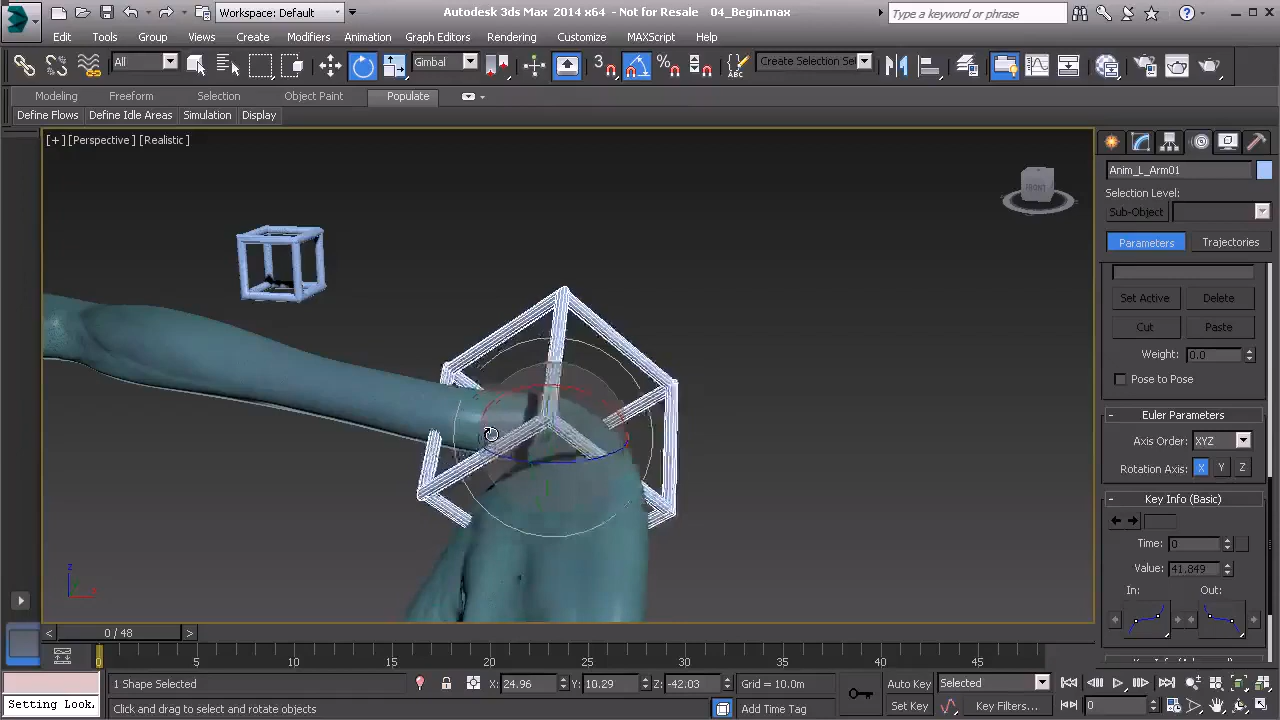 Workspace: Default
Autodesk 3ds Max 2014 x64 - Not for Resale 04_Begin.max
Type a keyword or phrase
Edit Tools Group Views Create Modifiers Animation Graph Editors Rendering Customize MAXScript Help
All Gimbal Create Selection Se
Modeling Freeform Selection Object Paint Populate
Define Flows Define Idle Areas Simulation Display
[+] [Perspective] [Realistic]
FRONT
Anim_L_Arm01
Selection Level:
Sub-Object
Parameters Trajectories
Set Active Delete
Cut Paste
Weight: 0.0
Pose to Pose
- Euler Parameters
Axis Order: XYZ
Rotation Axis: X Y Z
- Key Info (Basic)
Time: 0
Value: 41.849
In: Out:
z
x
< 0 / 48 >
0 5 10 15 20 25 30 35 40 45
1 Shape Selected X: 24.96 Y: 10.29 Z: -42.03 Grid = 10.0m Auto Key Selected
Setting Look. Click and drag to select and rotate objects Add Time Tag Set Key Key Filters... 0